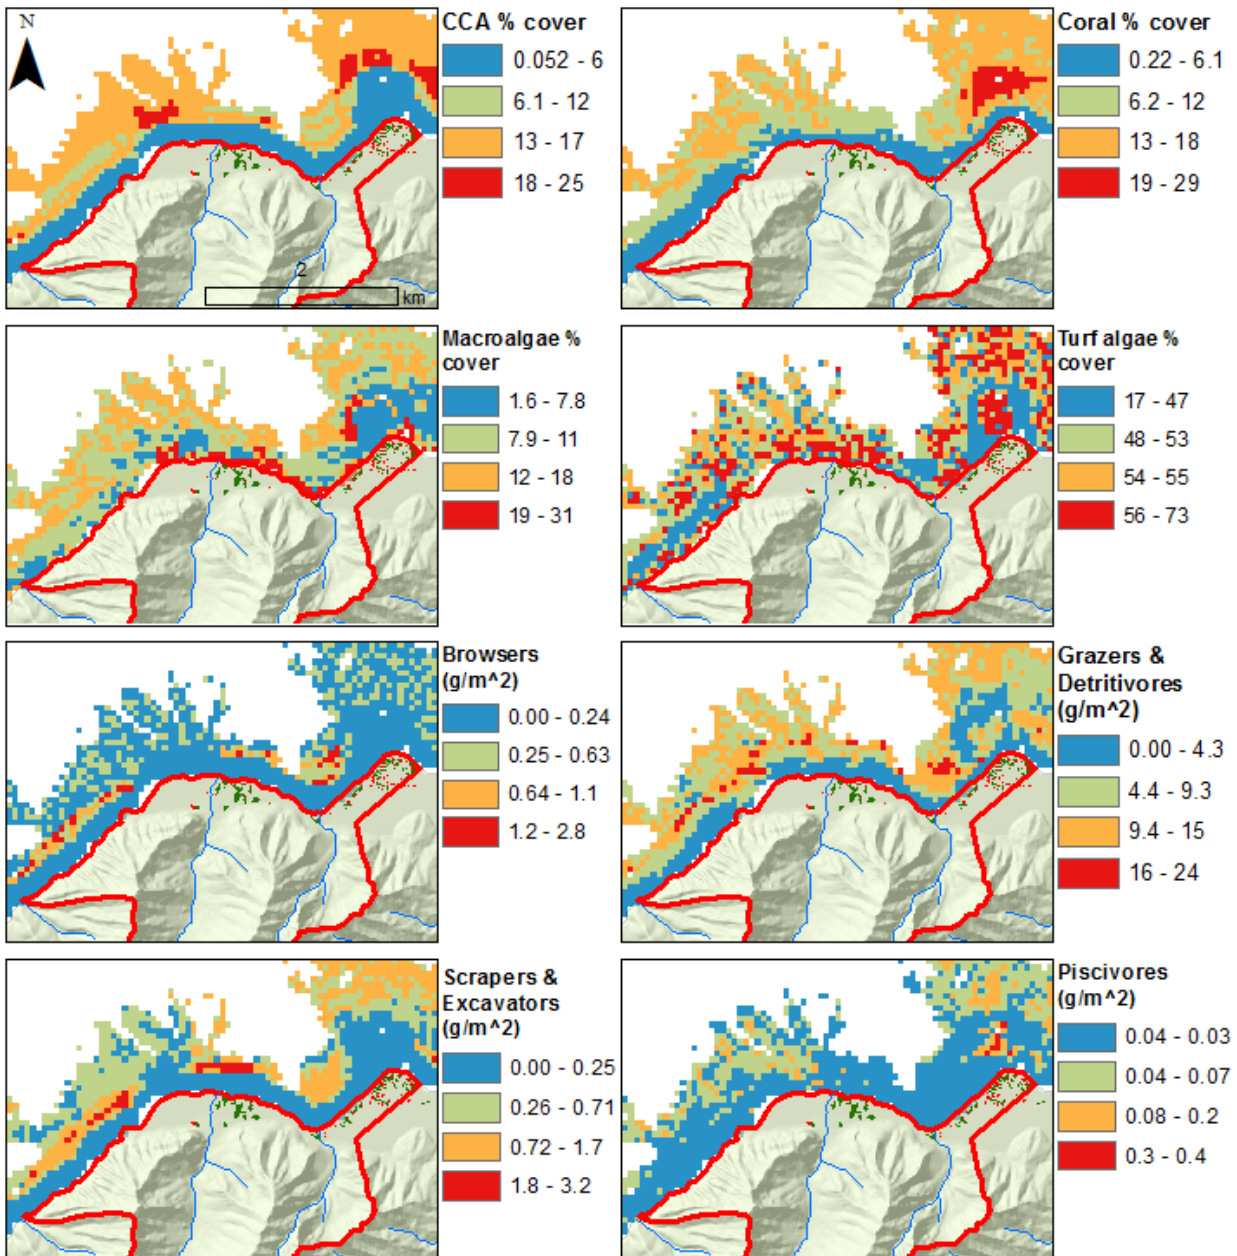 N
2
km
CCA % cover
0.052 - 6
6.1 - 12
13 - 17
18 - 25
Coral % cover
0.22 - 6.1
6.2 - 12
13 - 18
19 - 29
Macroalgae %
cover
1.6 - 7.8
7.9 - 11
12 - 18
19 - 31
Turf algae %
cover
17 - 47
48 - 53
54 - 55
56 - 73
Browsers
(g/m^2)
0.00 - 0.24
0.25 - 0.63
0.64 - 1.1
1.2 - 2.8
Grazers &
Detritivores
(g/m^2)
0.00 - 4.3
4.4 - 9.3
9.4 - 15
16 - 24
Scrapers &
Excavators
(g/m^2)
0.00 - 0.25
0.26 - 0.71
0.72 - 1.7
1.8 - 3.2
Piscivores
(g/m^2)
0.04 - 0.03
0.04 - 0.07
0.08 - 0.2
0.3 - 0.4